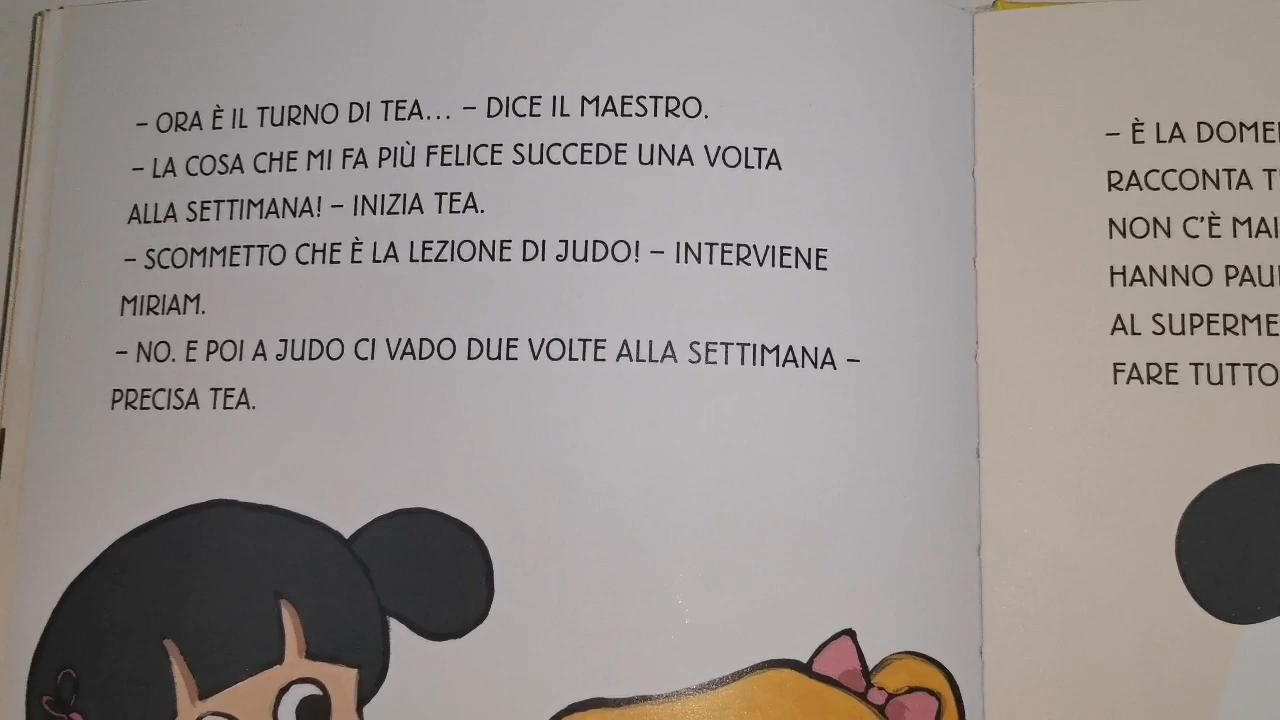 – ORA È IL TURNO DI TEA... – DICE IL MAESTRO.
– LA COSA CHE MI FA PIÙ FELICE SUCCEDE UNA VOLTA
ALLA SETTIMANA! – INIZIA TEA.
– SCOMMETTO CHE È LA LEZIONE DI JUDO! – INTERVIENE
MIRIAM.
– NO. E POI A JUDO CI VADO DUE VOLTE ALLA SETTIMANA –
PRECISA TEA.
– È LA
RACCONTA
NON C'È MAI
HANNO
AL
FARE TUTTO